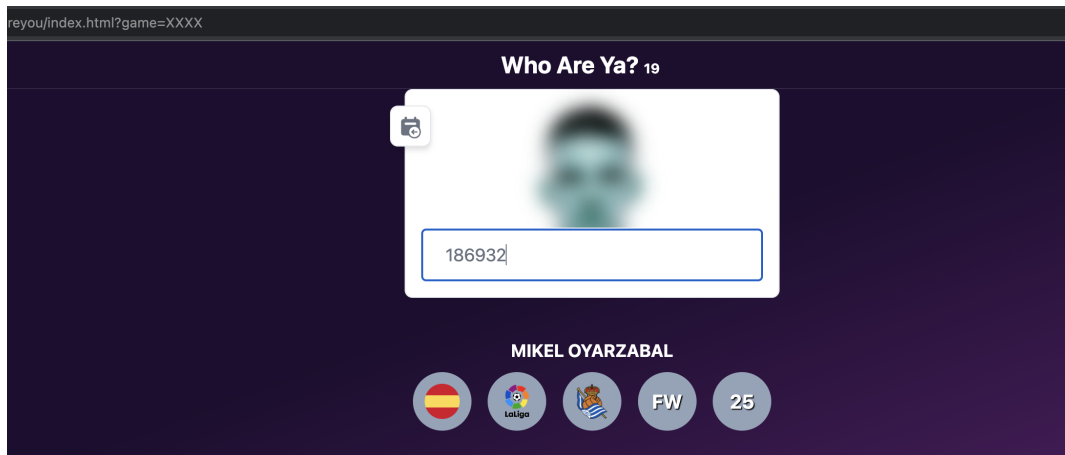 reyou/index.html?game=XXXX
Who Are Ya? 19
186932
MIKEL OYARZABAL
LaLiga
FW
25